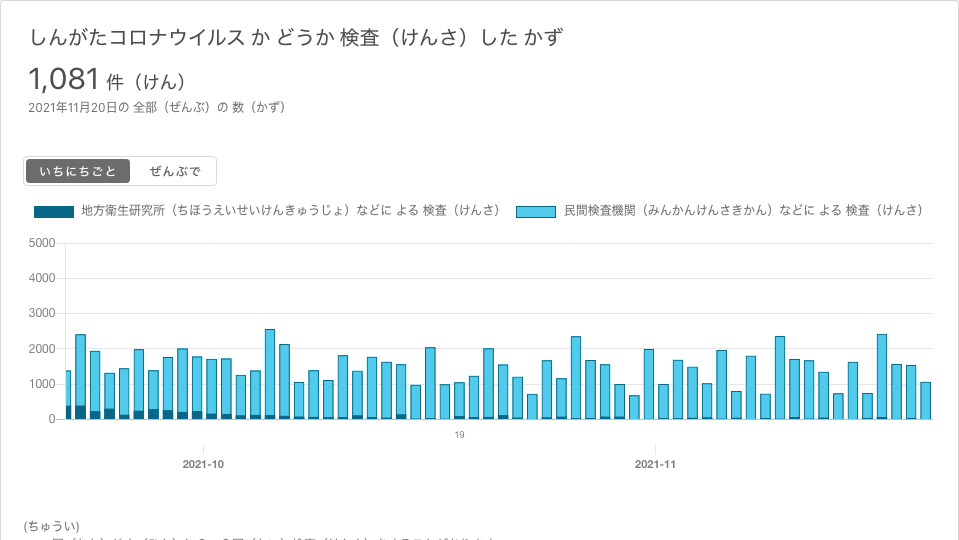 しんがたコロナウイルス か どうか 検査（けんさ）した かず
1,081 件（けん）
2021年11月20日の 全部（ぜんぶ）の 数（かず）
いちにちごと ぜんぶで
地方衛生研究所（ちほうえいせいけんきゅうじょ）などに よる 検査（けんさ） 民間検査機関（みんかんけんさきかん）などに よる 検査（けんさ）
5000
4000
3000
2000
1000
0
19
2021-10 2021-11
(ちゅうい)